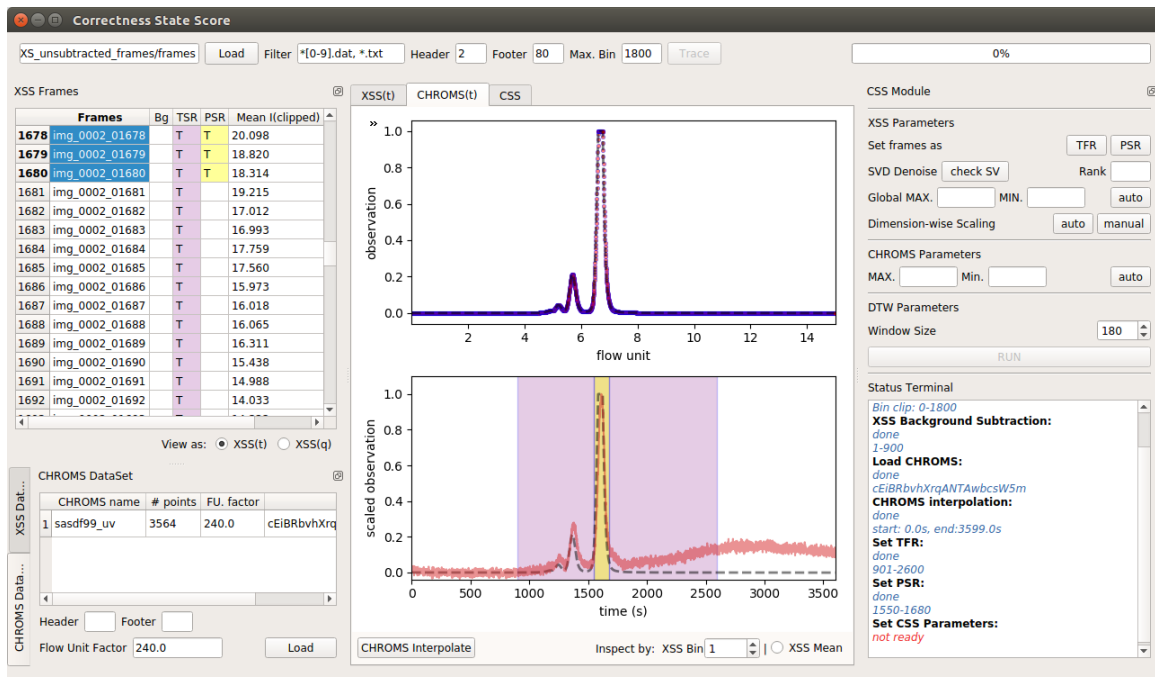 Correctness State Score
XS_unsubtracted_frames/frames Load Filter *[0-9].dat, *.txt Header 2 Footer 80 Max. Bin 1800 Trace 0%
XSS Frames
Frames Bg TSR PSR Mean I(clipped)
1678 img_0002_01678 T T 20.098
1679 img_0002_01679 T T 18.820
1680 img_0002_01680 T T 18.314
1681 img_0002_01681 T 19.215
1682 img_0002_01682 T 17.012
1683 img_0002_01683 T 16.993
1684 img_0002_01684 T 17.759
1685 img_0002_01685 T 17.560
1686 img_0002_01686 T 15.973
1687 img_0002_01687 T 16.018
1688 img_0002_01688 T 16.065
1689 img_0002_01689 T 16.311
1690 img_0002_01690 T 15.438
1691 img_0002_01691 T 14.988
1692 img_0002_01692 T 14.033
View as: XSS(t) XSS(q)
XSS Dat...
CHROMS Data...
CHROMS DataSet
CHROMS name # points FU. factor
1 sasdf99_uv 3564 240.0 cEiBRbvhXrq
Header Footer
Flow Unit Factor 240.0 Load
XSS(t) CHROMS(t) CSS
»
observation
1.0
0.8
0.6
0.4
0.2
0.0
2 4 6 8 10 12 14
flow unit
scaled observation
1.0
0.8
0.6
0.4
0.2
0.0
0 500 1000 1500 2000 2500 3000 3500
time (s)
CHROMS Interpolate Inspect by: XSS Bin 1 | XSS Mean
CSS Module
XSS Parameters
Set frames as TFR PSR
SVD Denoise check SV Rank
Global MAX. MIN. auto
Dimension-wise Scaling auto manual
CHROMS Parameters
MAX. Min. auto
DTW Parameters
Window Size 180
RUN
Status Terminal
Bin clip: 0-1800
XSS Background Subtraction:
done
1-900
Load CHROMS:
done
cEiBRbvhXrqANTAwbcsW5m
CHROMS interpolation:
done
start: 0.0s, end:3599.0s
Set TFR:
done
901-2600
Set PSR:
done
1550-1680
Set CSS Parameters:
not ready